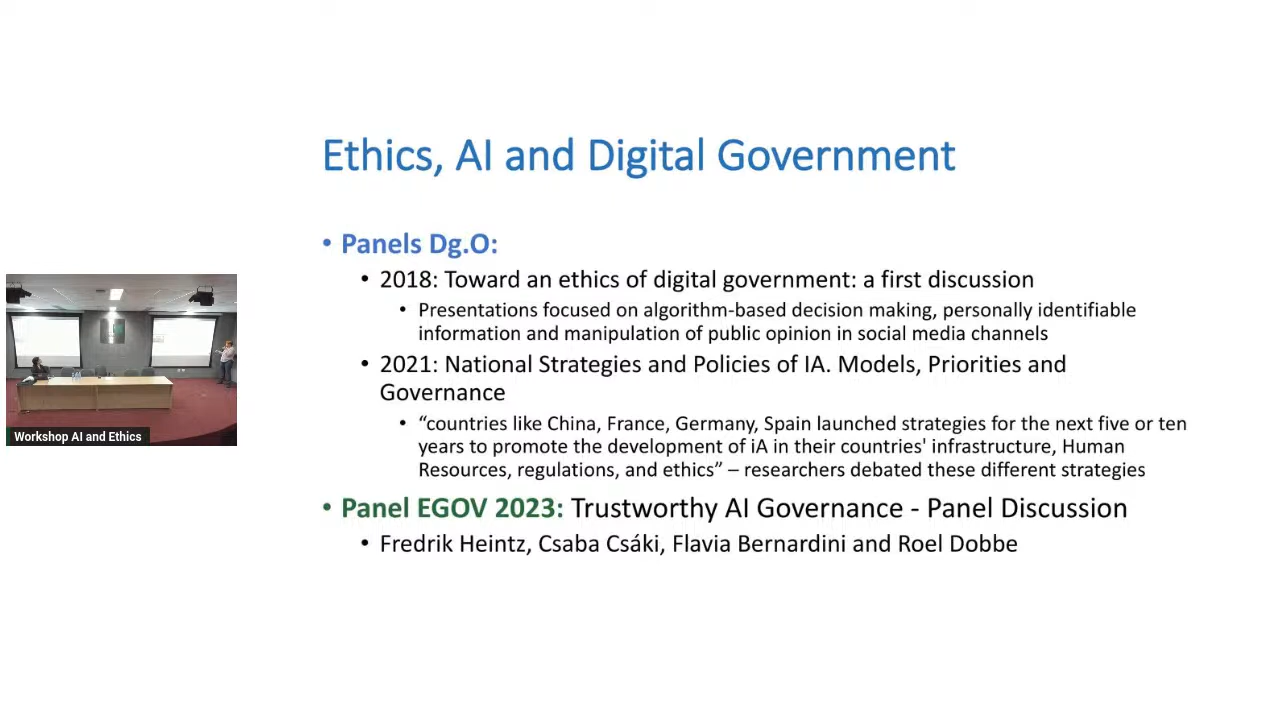 Ethics, AI and Digital Government
• Panels Dg.O:
• 2018: Toward an ethics of digital government: a first discussion
• Presentations focused on algorithm-based decision making, personally identifiable
information and manipulation of public opinion in social media channels
• 2021: National Strategies and Policies of IA. Models, Priorities and
Governance
• “countries like China, France, Germany, Spain launched strategies for the next five or ten
years to promote the development of iA in their countries' infrastructure, Human
Resources, regulations, and ethics” – researchers debated these different strategies
• Panel EGOV 2023: Trustworthy AI Governance - Panel Discussion
• Fredrik Heintz, Csaba Csáki, Flavia Bernardini and Roel Dobbe
Workshop AI and Ethics